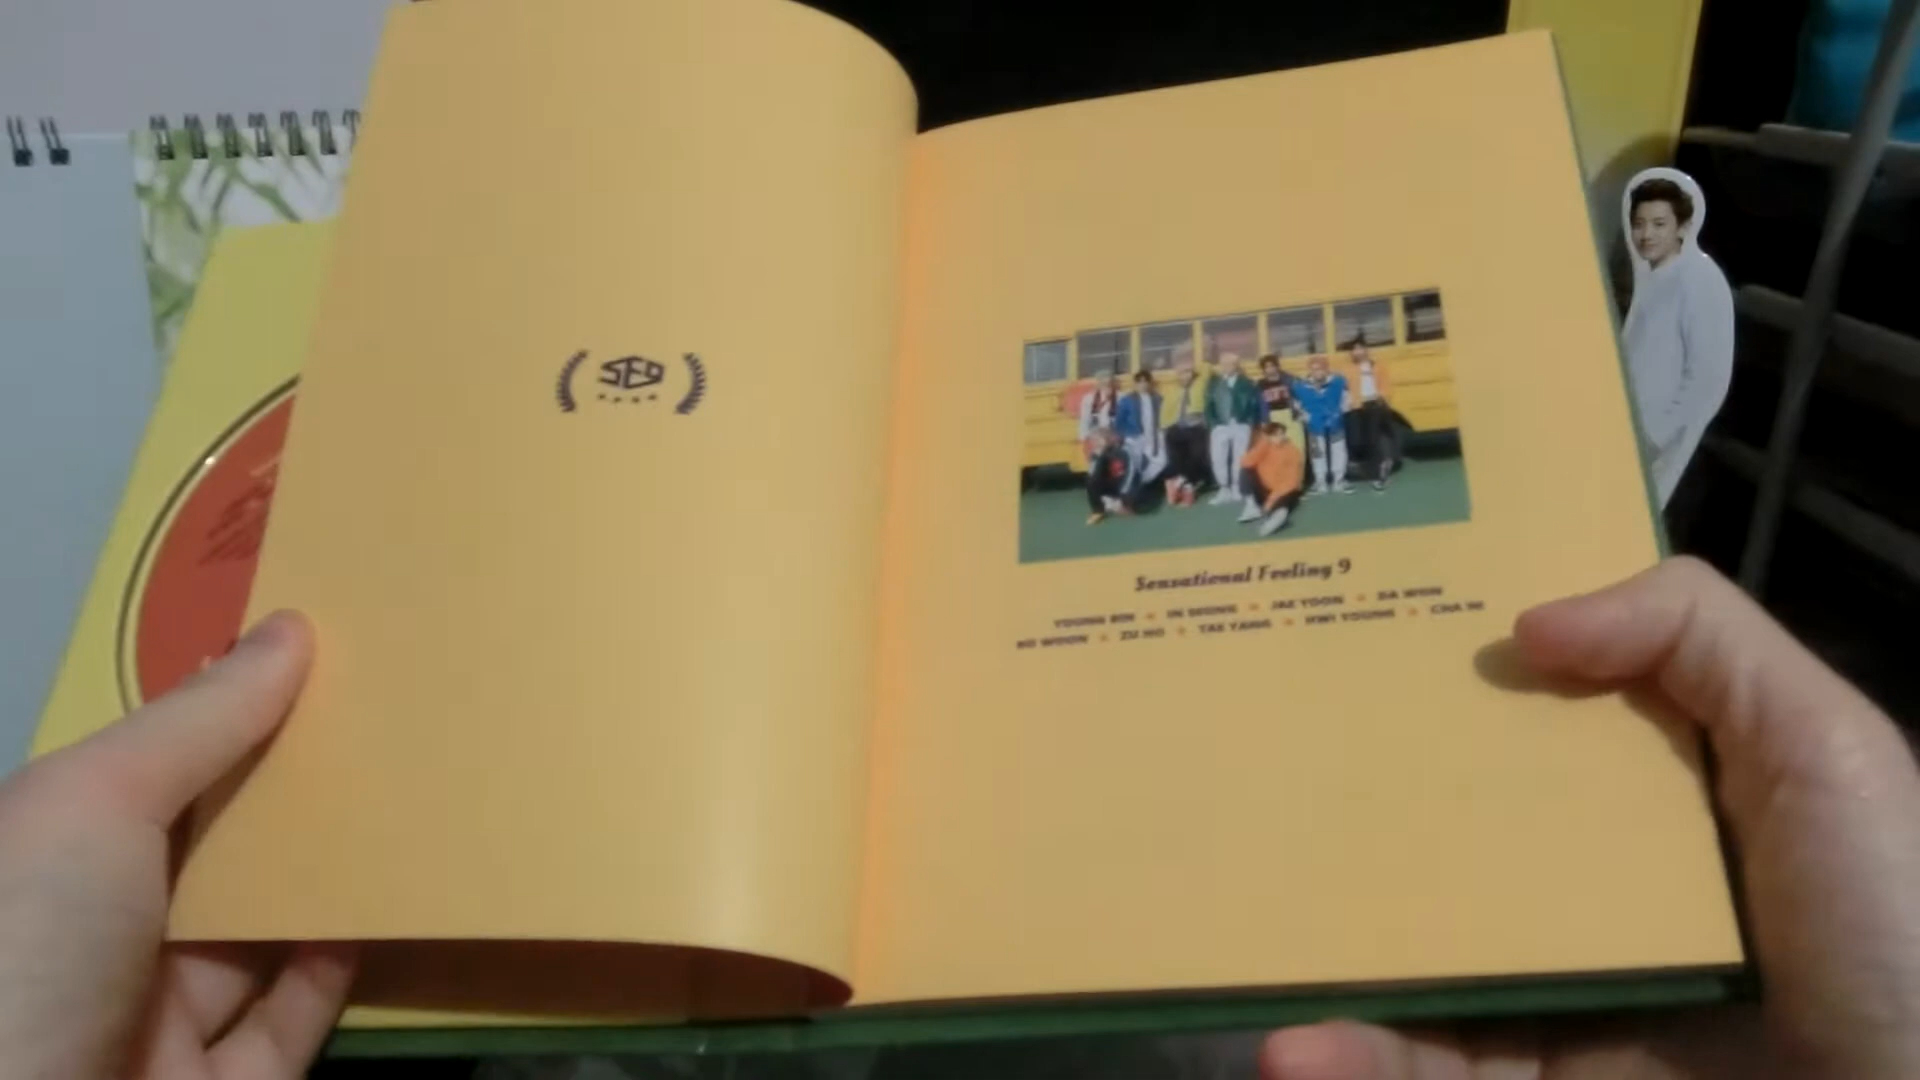 SF9
Sensational Feeling 9
YOUNG BIN ★ IN SEONG ★ JAE YOON ★ DA WON
RO WOON ★ ZU HO ★ TAE YANG ★ HWI YOUNG ★ CHA NI